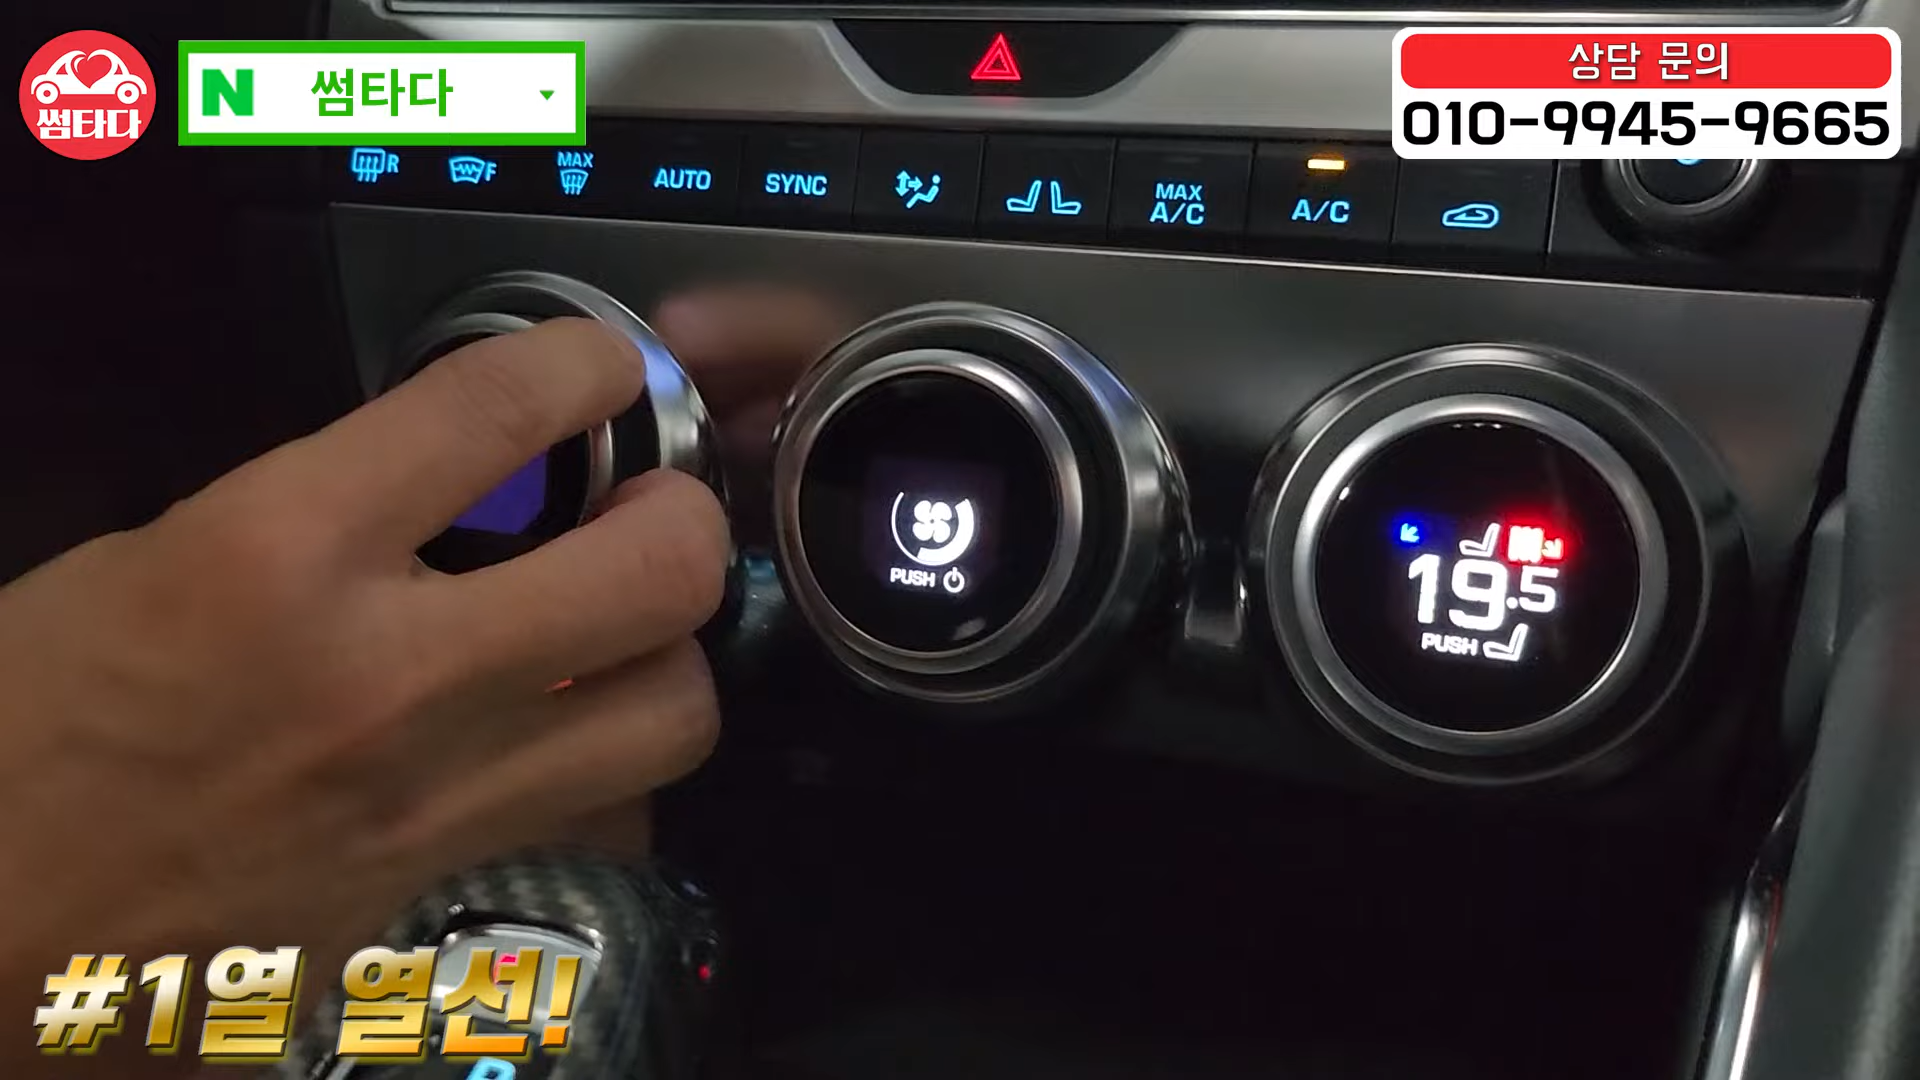 썸타다
N 썸타다
상담 문의
010-9945-9665
R
F
MAX
AUTO
SYNC
MAX
A/C
A/C
PUSH
19.5
PUSH
#1열 열선!